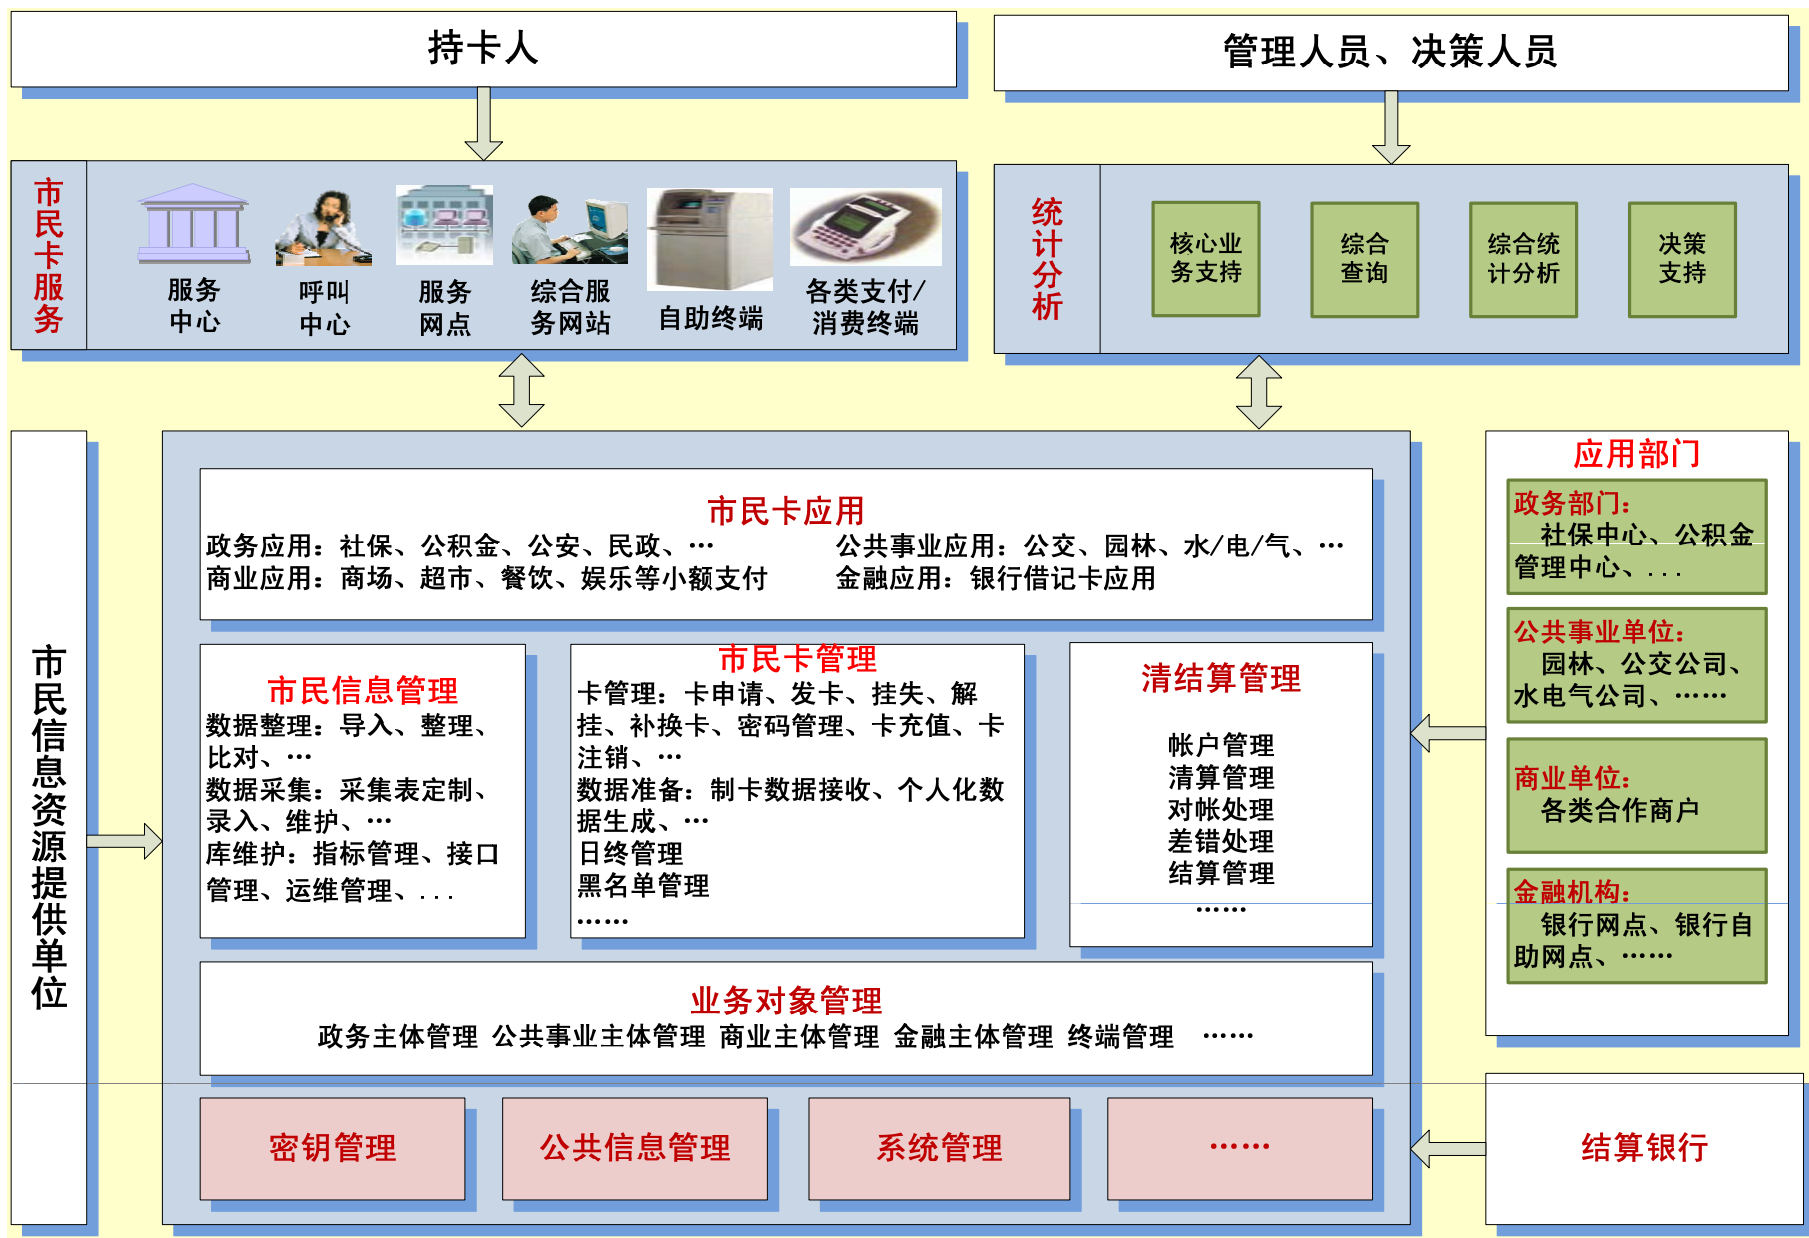 持卡人
管理人员、决策人员
市民卡服务
服务
中心
呼叫
中心
服务
网点
综合服
务网站
自助终端
各类支付/
消费终端
统计分析
核心业
务支持
综合
查询
综合统
计分析
决策
支持
市民信息资源提供单位
市民卡应用
政务应用：社保、公积金、公安、民政、…
公共事业应用：公交、园林、水/电/气、…
商业应用：商场、超市、餐饮、娱乐等小额支付
金融应用：银行借记卡应用
市民信息管理
数据整理：导入、整理、
比对、…
数据采集：采集表定制、
录入、维护、…
库维护：指标管理、接口
管理、运维管理、...
市民卡管理
卡管理：卡申请、发卡、挂失、解
挂、补换卡、密码管理、卡充值、卡
注销、…
数据准备：制卡数据接收、个人化数
据生成、…
日终管理
黑名单管理
……
清结算管理
帐户管理
清算管理
对帐处理
差错处理
结算管理
……
业务对象管理
政务主体管理 公共事业主体管理 商业主体管理 金融主体管理 终端管理 ……
密钥管理
公共信息管理
系统管理
……
应用部门
政务部门：
社保中心、公积金
管理中心、...
公共事业单位：
园林、公交公司、
水电气公司、……
商业单位：
各类合作商户
金融机构：
银行网点、银行自
助网点、……
结算银行